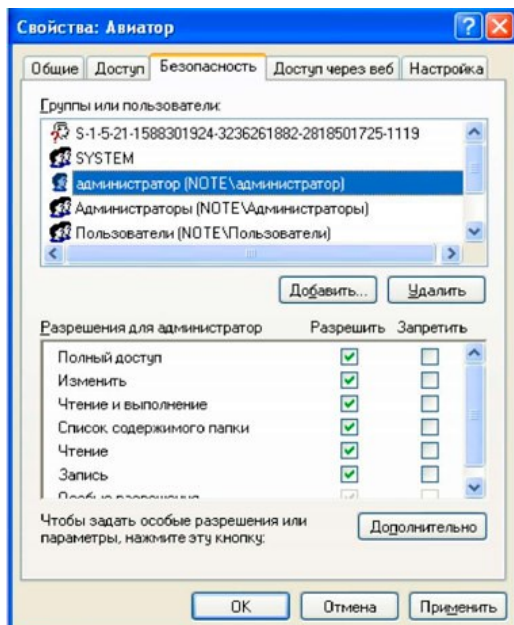 Свойства: Авиатор
Общие Доступ Безопасность Доступ через веб Настройка
Группы или пользователи:
S-1-5-21-1588301924-3236261882-2818501725-1119
SYSTEM
администратор (NOTE\администратор)
Администраторы (NOTE\Администраторы)
Пользователи (NOTE\Пользователи)
Добавить... Удалить
Разрешения для администратор Разрешить Запретить
Полный доступ
Изменить
Чтение и выполнение
Список содержимого папки
Чтение
Запись
Особые разрешения
Чтобы задать особые разрешения или
параметры, нажмите эту кнопку: Дополнительно
OK Отмена Применить